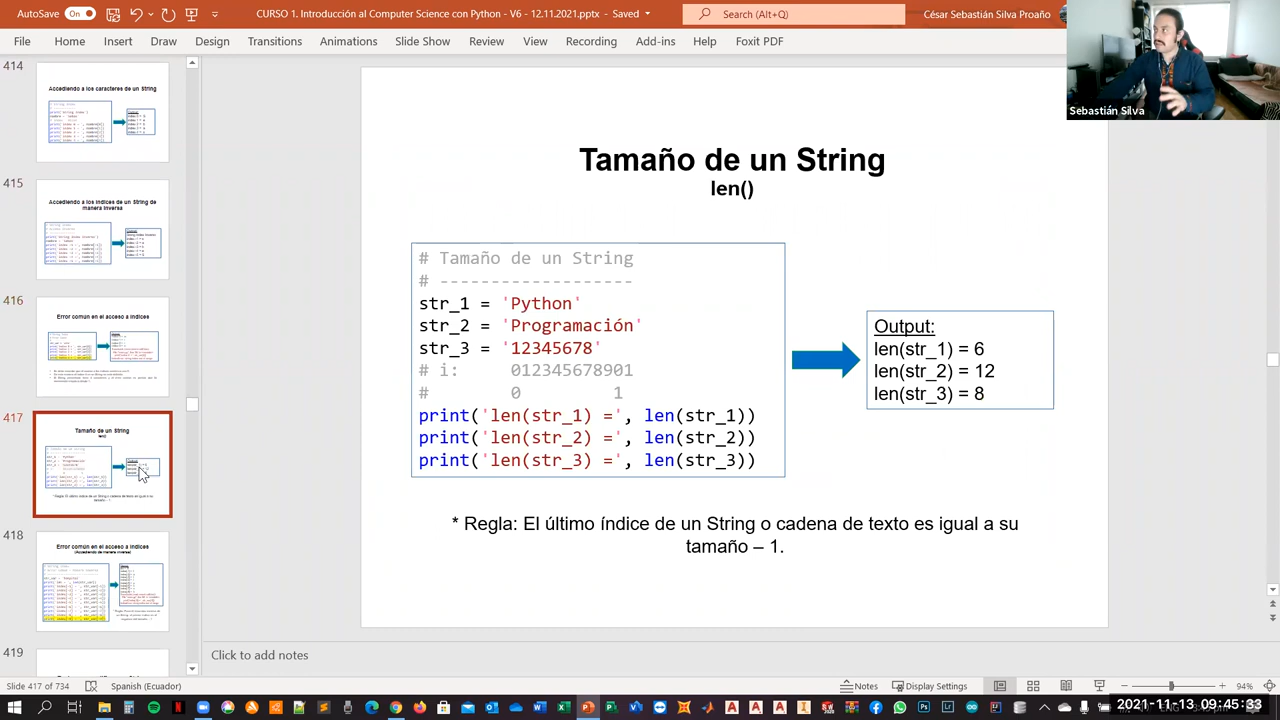 AutoSave
CURSO 1. Introducción al Computer Science - Python - 12.11.2021.pptx - Saved
Search (Alt+Q)
César Sebastián Silva Proaño
File Home Insert Draw Design Transitions Animations Slide Show Review View Recording Add-ins Help Foxit PDF
Sebastián Silva
414
Accediendo a los caracteres de un String
415
Accediendo a los índices de un String de
manera inversa
416
Error común en el acceso a índices
417
Tamaño de un String
len()
418
Error común en el acceso a índices
(Accediendo de manera inversa)
419
Tamaño de un String
len()
# Tamaño de un String
# -------------------
str_1 = 'Python'
str_2 = 'Programación'
str_3 = '12345678'
# i: 012345678901
# 0 1
print('len(str_1) =', len(str_1))
print('len(str_2) =', len(str_2))
print('len(str_3) =', len(str_3))
Output:
len(str_1) = 6
len(str_2) = 12
len(str_3) = 8
* Regla: El último índice de un String o cadena de texto es igual a su
tamaño – 1.
Click to add notes
Slide 417 of 734 Spanish (Ecuador) Notes Display Settings 94%
2021-11-13 09:45:33